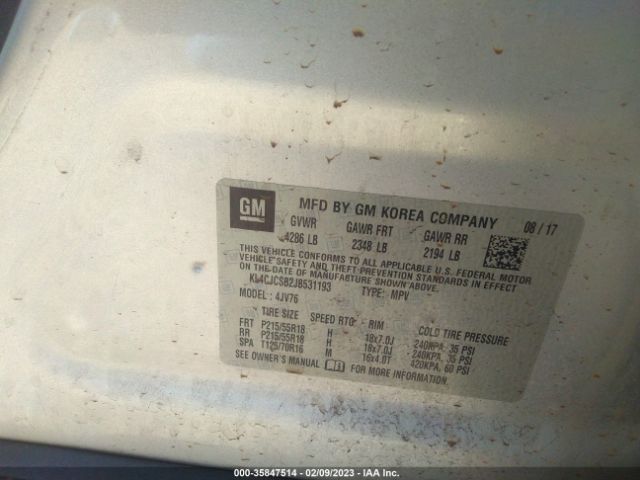 GM MFD BY GM KOREA COMPANY 08/17
GVWR GAWR FRT GAWR RR
4286 LB 2348 LB 2194 LB
THIS VEHICLE CONFORMS TO ALL APPLICABLE U.S. FEDERAL MOTOR
VEHICLE SAFETY AND THEFT PREVENTION STANDARDS IN EFFECT
ON THE DATE OF MANUFACTURE SHOWN ABOVE.
KL4CJCSB2JB531193 TYPE: MPV
MODEL: 4JV76
TIRE SIZE SPEED RTG RIM COLD TIRE PRESSURE
FRT P215/55R18 H 18x7.0J 240KPA, 35 PSI
RR P215/55R18 H 18x7.0J 240KPA, 35 PSI
SPA T125/70R16 M 16x4.0T 420KPA, 60 PSI
SEE OWNER'S MANUAL FOR MORE INFORMATION
000-35847514 - 02/09/2023 - IAA Inc.